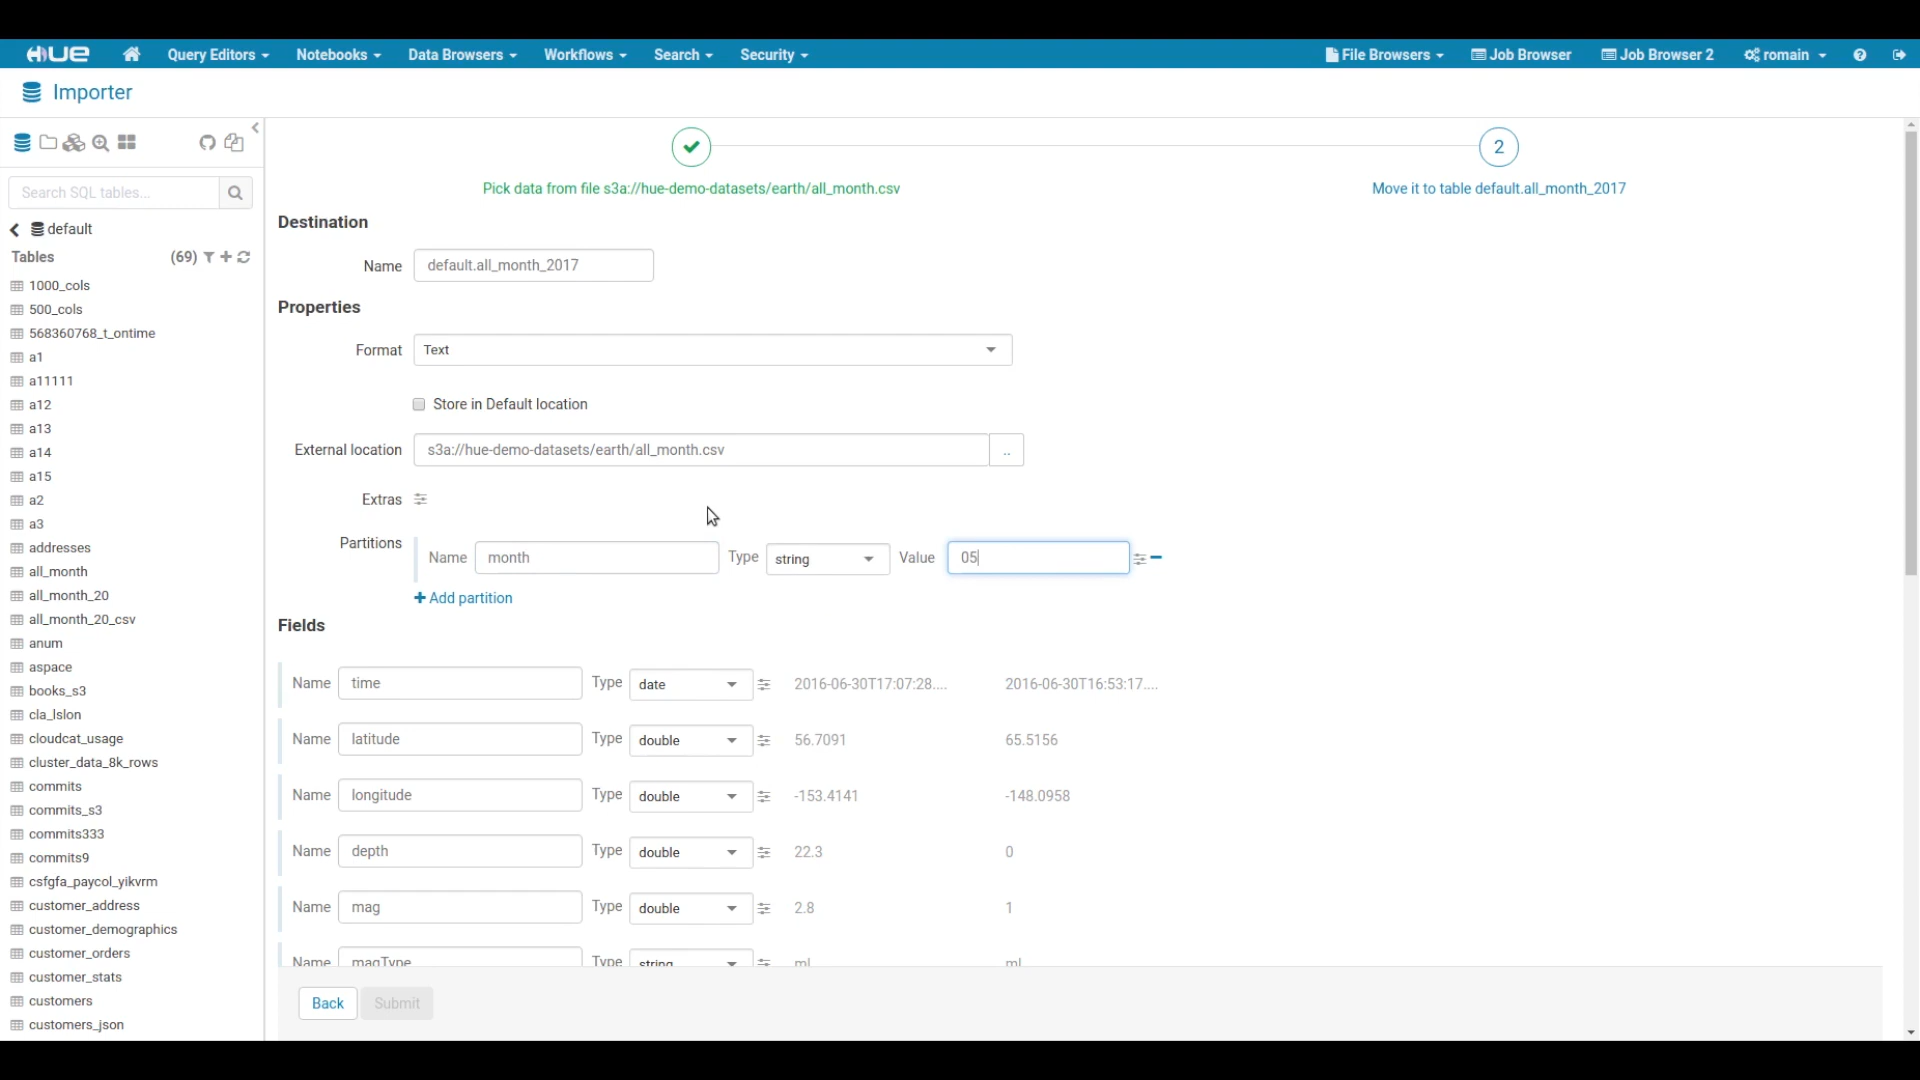 HUE Query Editors Notebooks Data Browsers Workflows Search Security File Browsers Job Browser Job Browser 2 romain ?
Importer
2
Pick data from file s3a://hue-demo-datasets/earth/all_month.csv Move it to table default.all_month_2017
Search SQL tables...
default
Tables (69)
1000_cols
500_cols
568360768_t_ontime
a1
a11111
a12
a13
a14
a15
a2
a3
addresses
all_month
all_month_20
all_month_20_csv
anum
aspace
books_s3
cla_lslon
cloudcat_usage
cluster_data_8k_rows
commits
commits_s3
commits333
commits9
csfgfa_paycol_yikvrm
customer_address
customer_demographics
customer_orders
customer_stats
customers
customers_json
Destination
Name default.all_month_2017
Properties
Format Text
Store in Default location
External location s3a://hue-demo-datasets/earth/all_month.csv ..
Extras
Partitions Name month Type string Value 05
Add partition
Fields
Name time Type date 2016-06-30T17:07:28.... 2016-06-30T16:53:17....
Name latitude Type double 56.7091 65.5156
Name longitude Type double -153.4141 -148.0958
Name depth Type double 22.3 0
Name mag Type double 2.8 1
Name magType Type string ml ml
Back Submit